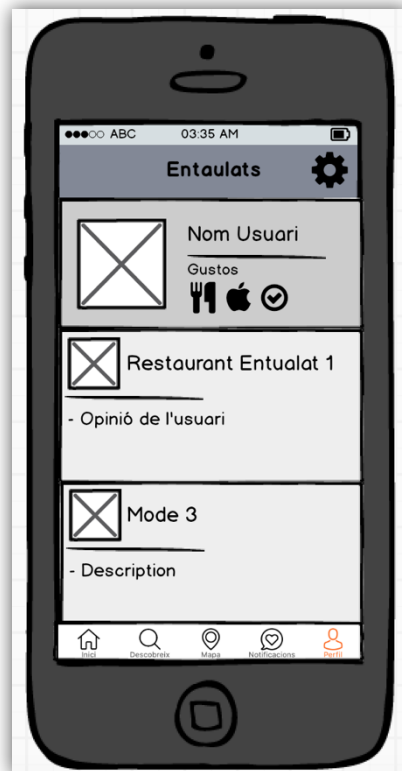 ABC 03:35 AM
Entaulats
Nom Usuari
Gustos
Restaurant Entualat 1
- Opinió de l'usuari
Mode 3
- Description
Inici Descobreix Mapa Notificacions Perfil